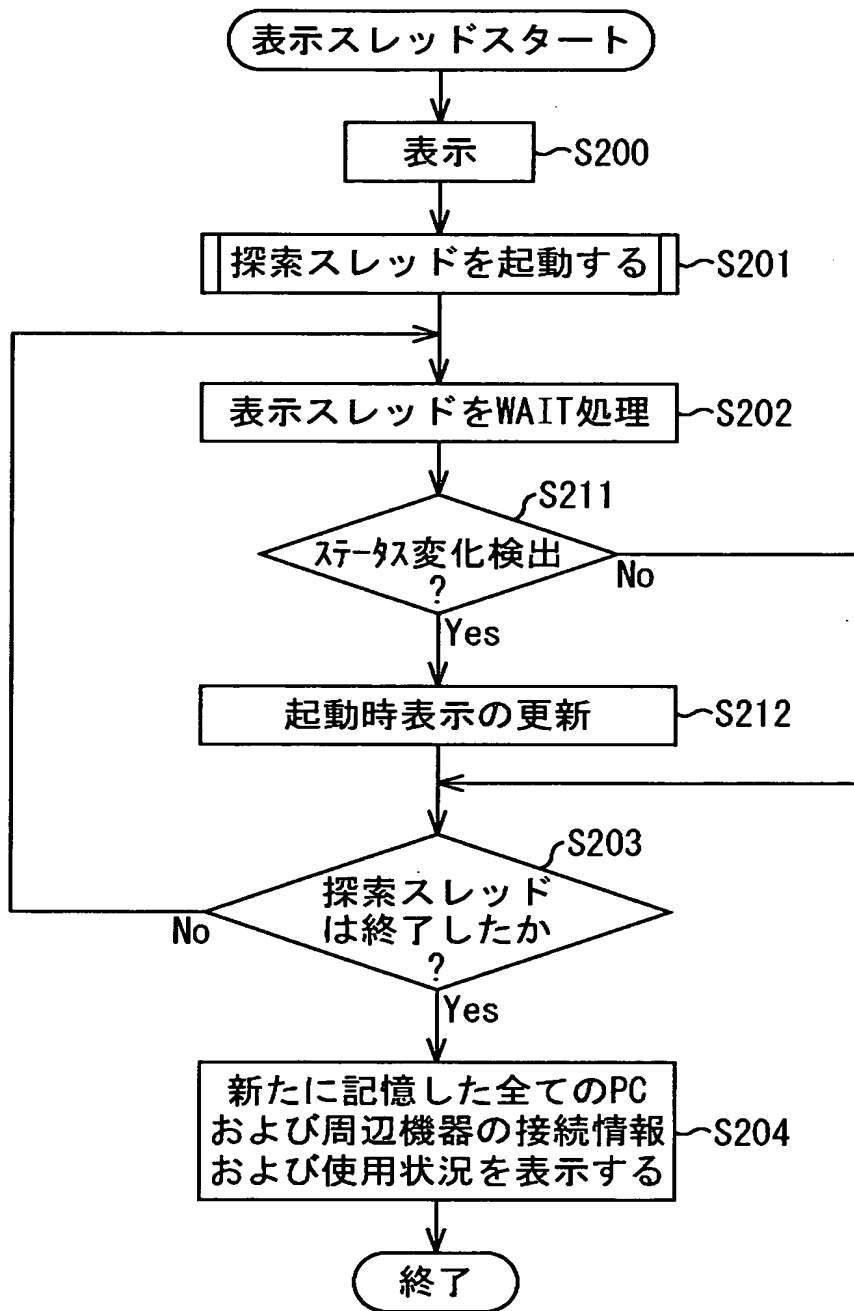 表示スレッドスタート
表示
S200
探索スレッドを起動する
S201
表示スレッドをWAIT処理
S202
S211
ｽﾃｰﾀｽ変化検出
?
No
Yes
起動時表示の更新
S212
S203
探索スレッド
は終了したか
?
No
Yes
新たに記憶した全てのPC
および周辺機器の接続情報
および使用状況を表示する
S204
終了